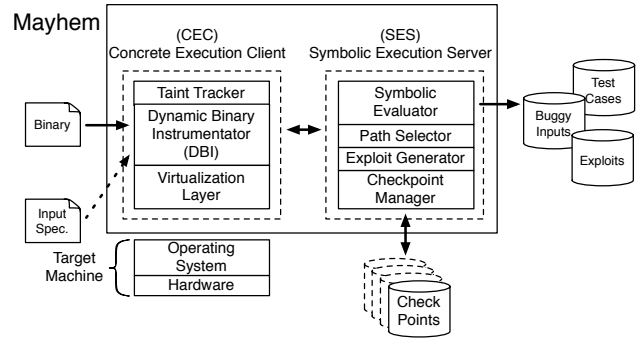 Mayhem
(CEC)
Concrete Execution Client
(SES)
Symbolic Execution Server
Binary
Input
Spec.
Taint Tracker
Dynamic Binary
Instrumentator
(DBI)
Virtualization
Layer
Symbolic
Evaluator
Path Selector
Exploit Generator
Checkpoint
Manager
Test
Cases
Buggy
Inputs
Exploits
Target
Machine
Operating
System
Hardware
Check
Points